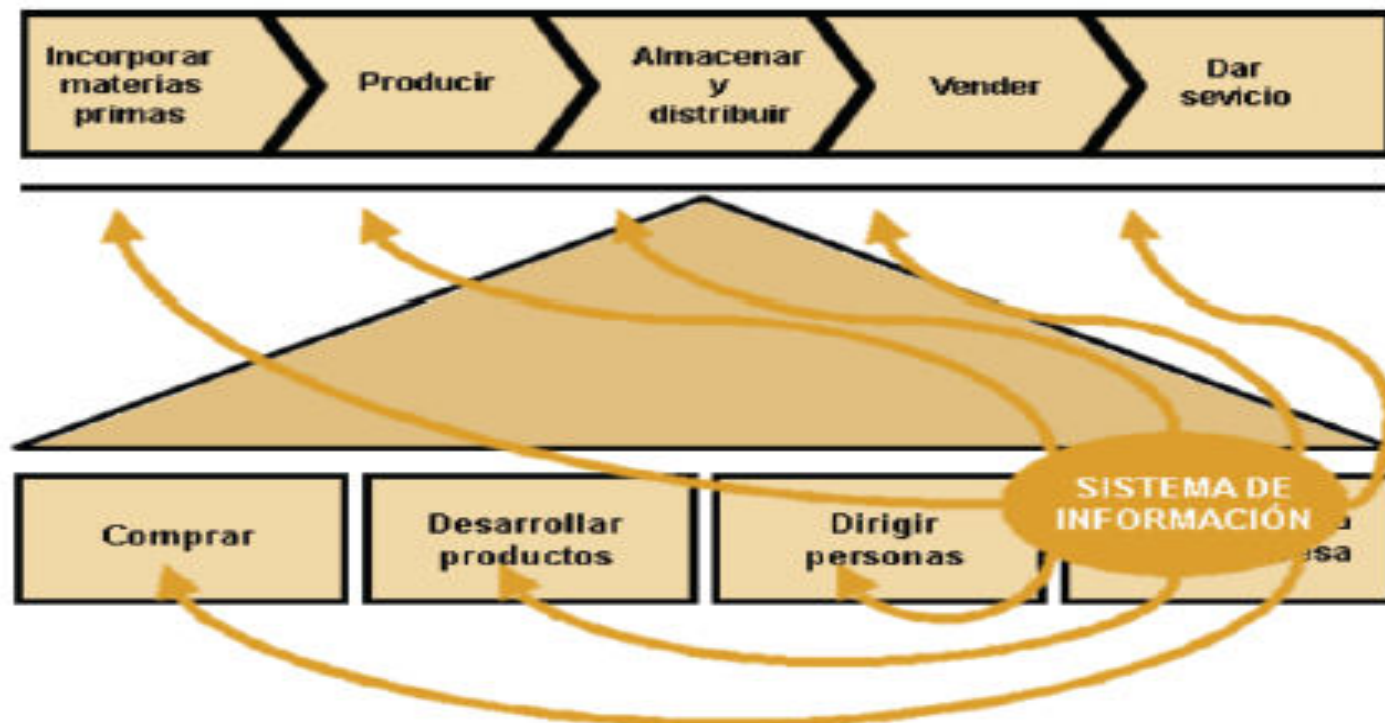 Incorporar
materias
primas
Producir
Almacenar
y
distribuir
Vender
Dar
sevicio
Comprar
Desarrollar
productos
Dirigir
personas
SISTEMA DE
INFORMACIÓN